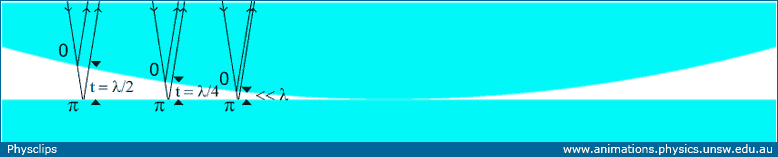 0
0
0
t = λ/2
t = λ/4
<< λ
π
π
π
Physclips
www.animations.physics.unsw.edu.au